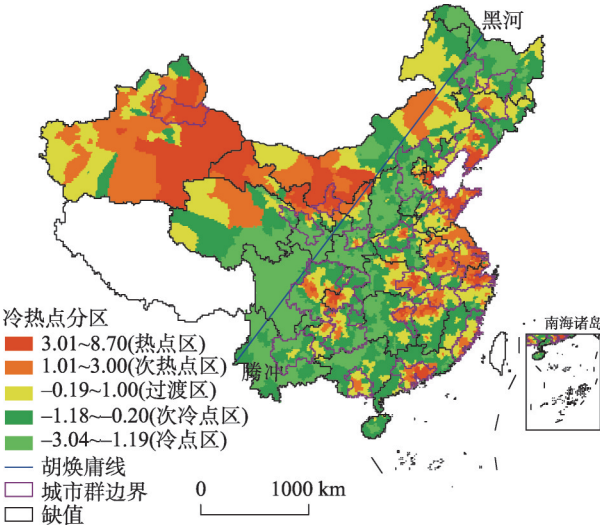 黑河
腾冲
南海诸岛
冷热点分区
3.01~8.70(热点区)
1.01~3.00(次热点区)
–0.19~1.00(过渡区)
–1.18~–0.20(次冷点区)
–3.04~–1.19(冷点区)
胡焕庸线
城市群边界
缺值
0 1000 km